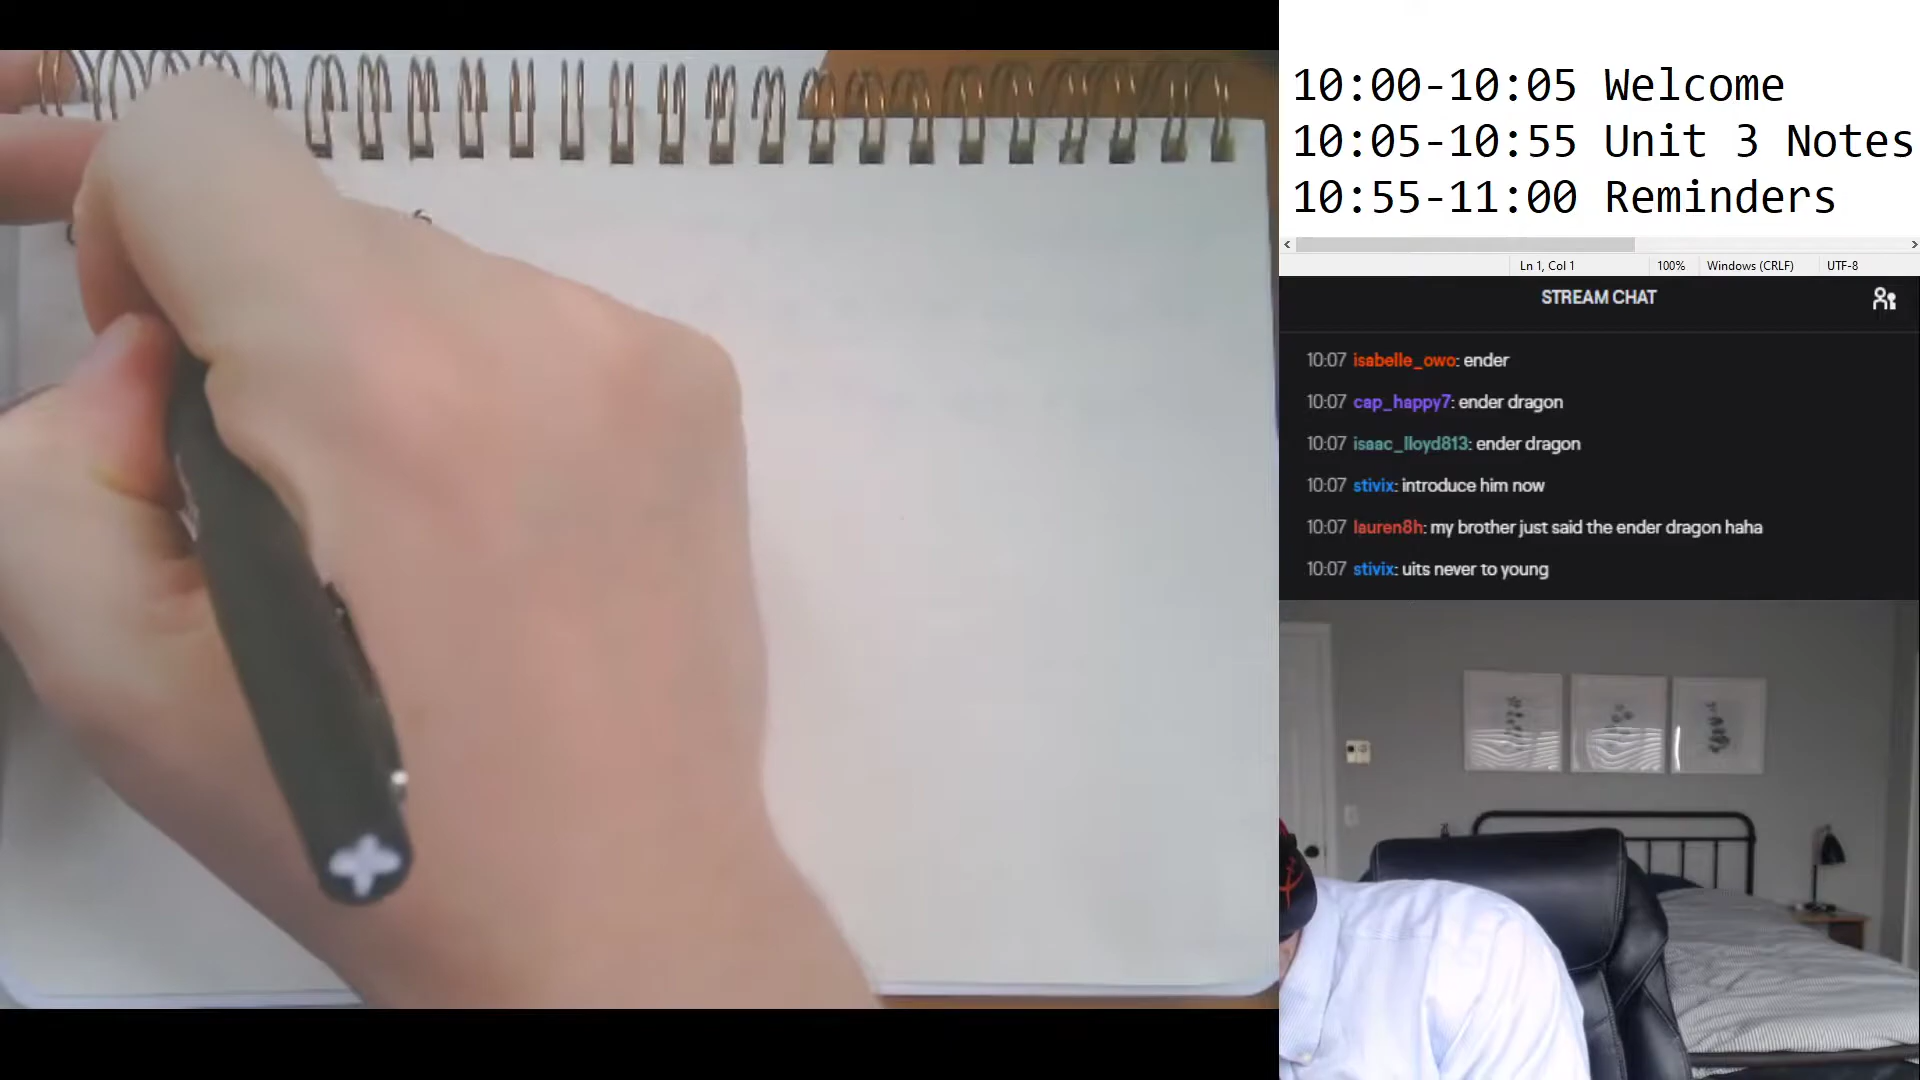 10:00-10:05 Welcome
10:05-10:55 Unit 3 Notes
10:55-11:00 Reminders
Ln 1, Col 1 100% Windows (CRLF) UTF-8
STREAM CHAT
10:07 isabelle_owo: ender
10:07 cap_happy7: ender dragon
10:07 isaac_lloyd813: ender dragon
10:07 stivix: introduce him now
10:07 lauren8h: my brother just said the ender dragon haha
10:07 stivix: uits never to young